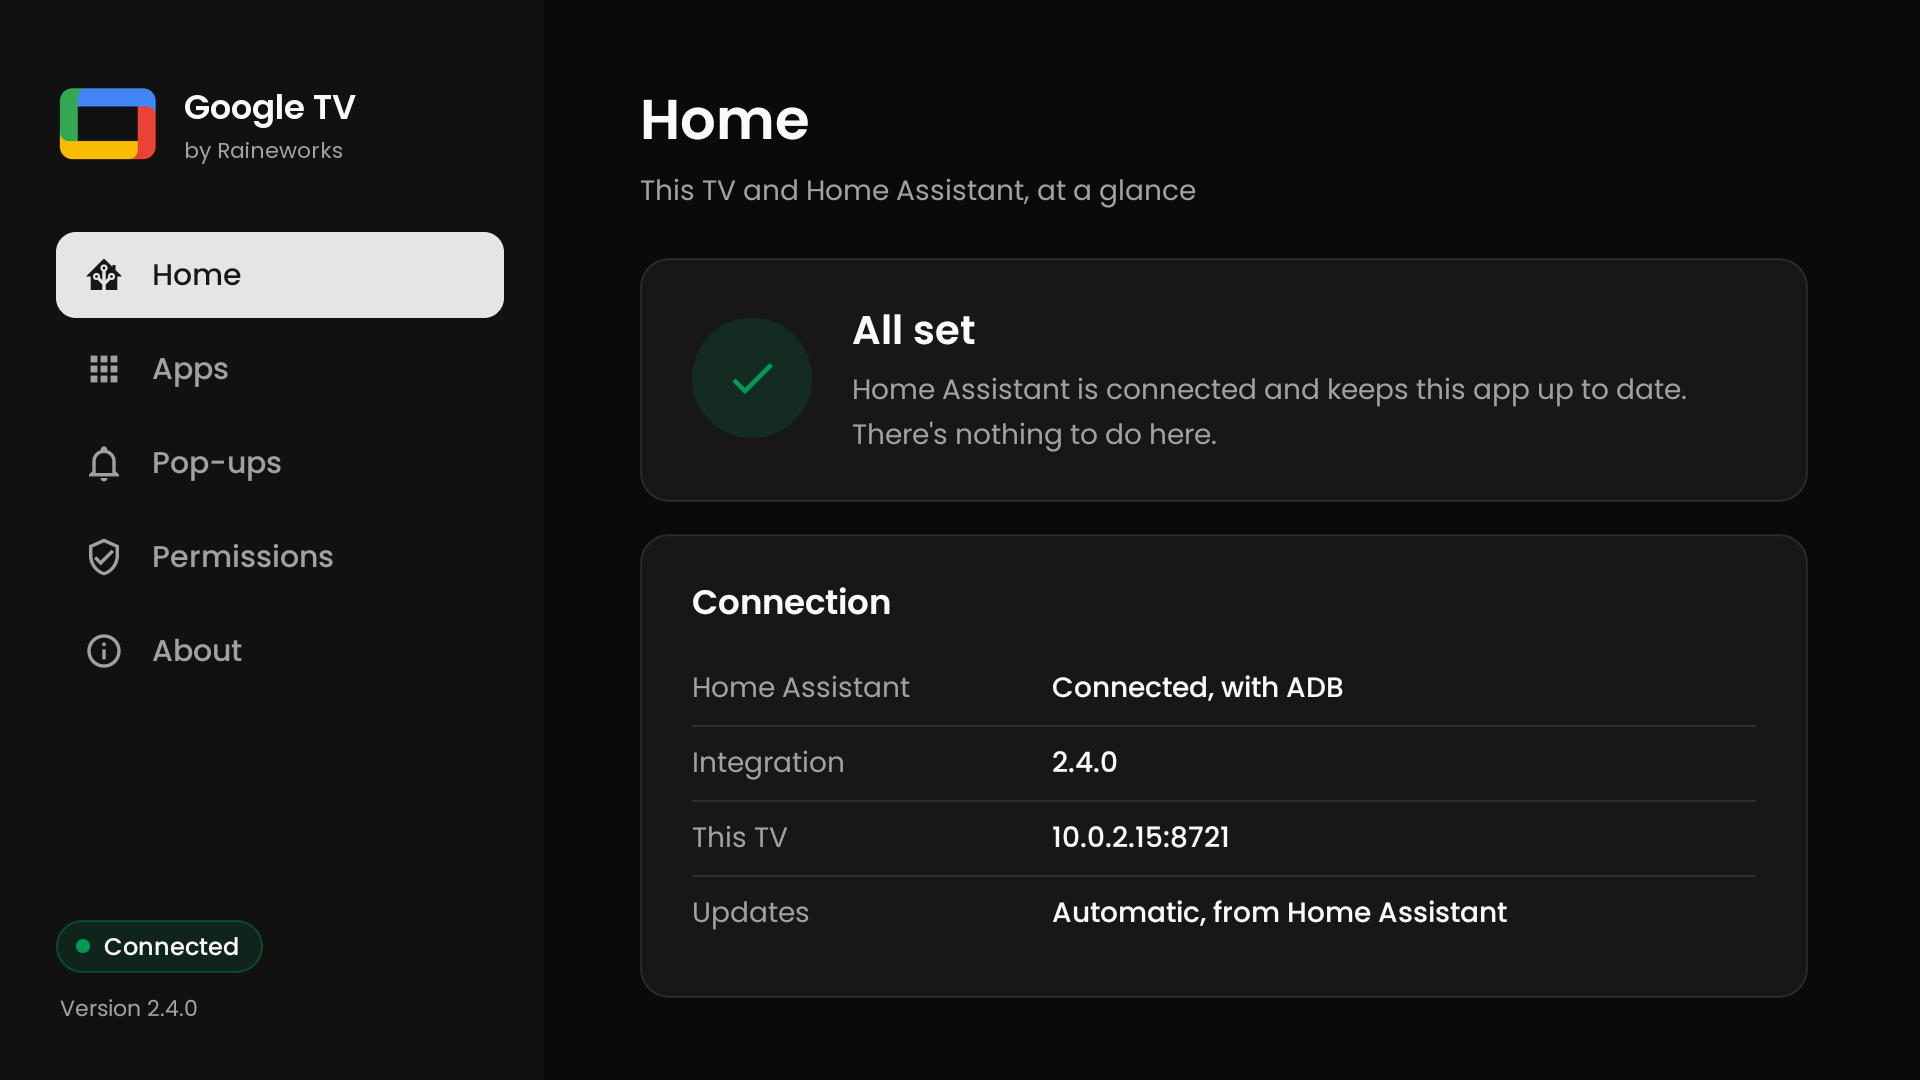 Google TV
by Raineworks
Home
Apps
Pop-ups
Permissions
About
Connected
Version 2.4.0
Home
This TV and Home Assistant, at a glance
All set
Home Assistant is connected and keeps this app up to date.
There's nothing to do here.
Connection
Home Assistant Connected, with ADB
Integration 2.4.0
This TV 10.0.2.15:8721
Updates Automatic, from Home Assistant